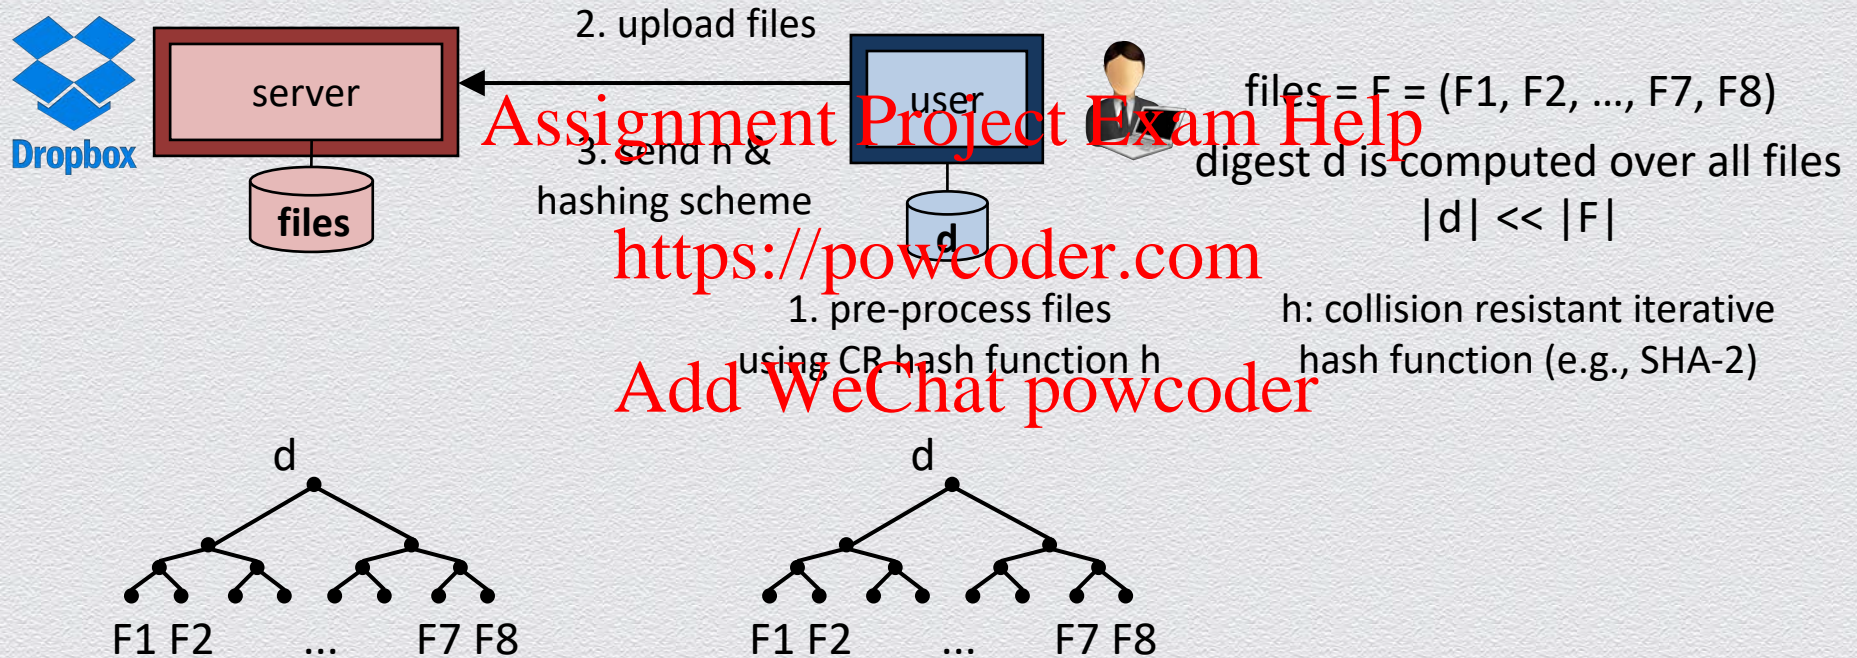 2. upload files
server
user
files = F = (F1, F2, ..., F7, F8)
Assignment Project Exam Help
Dropbox
3. send h &
digest d is computed over all files
hashing scheme
files
d
|d| << |F|
https://powcoder.com
1. pre-process files
h: collision resistant iterative
using CR hash function h
hash function (e.g., SHA-2)
Add WeChat powcoder
d
d
F1 F2 ... F7 F8
F1 F2 ... F7 F8